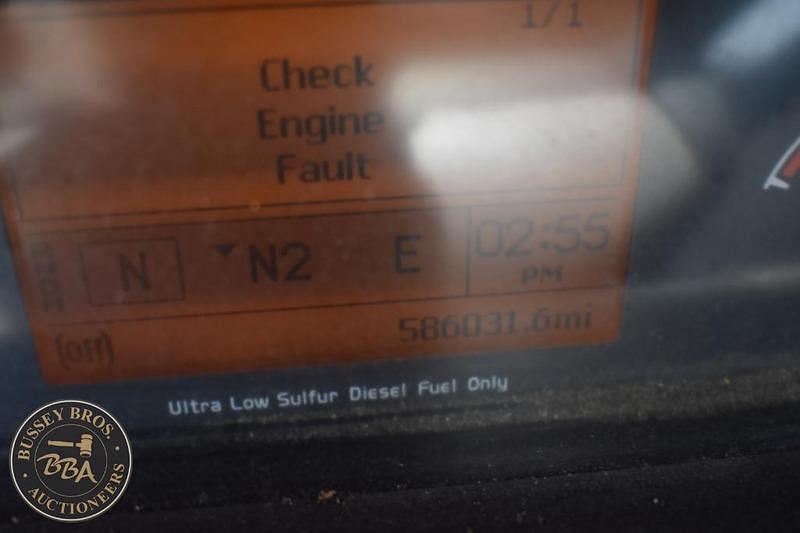 1/1
Check
Engine
Fault
N N2 E 02:55
PM
(off) 586031.6mi
Ultra Low Sulfur Diesel Fuel Only
BUSSEY BROS.
BBA
AUCTIONEERS